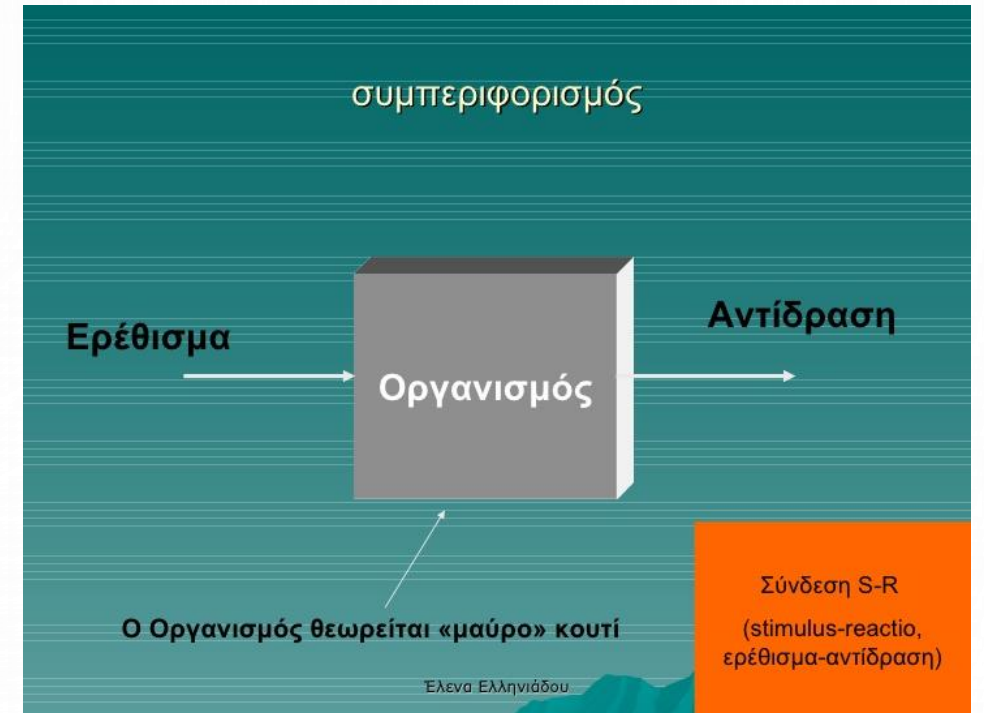 συμπεριφορισμός
Ερέθισμα
Αντίδραση
Οργανισμός
Ο Οργανισμός θεωρείται «μαύρο» κουτί
Σύνδεση S-R
(stimulus-reactio,
ερέθισμα-αντίδραση)
Έλενα Ελληνιάδου